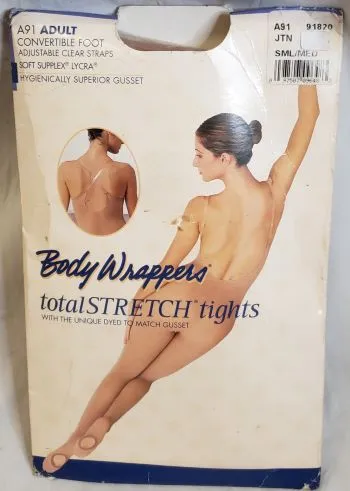 A91 ADULT
CONVERTIBLE FOOT
ADJUSTABLE CLEAR STRAPS
SOFT SUPPLEX® LYCRA®
HYGIENICALLY SUPERIOR GUSSET
A91 91820
JTN
SML/MED
Body Wrappers®
totalSTRETCH™ tights
WITH THE UNIQUE DYED TO MATCH GUSSET